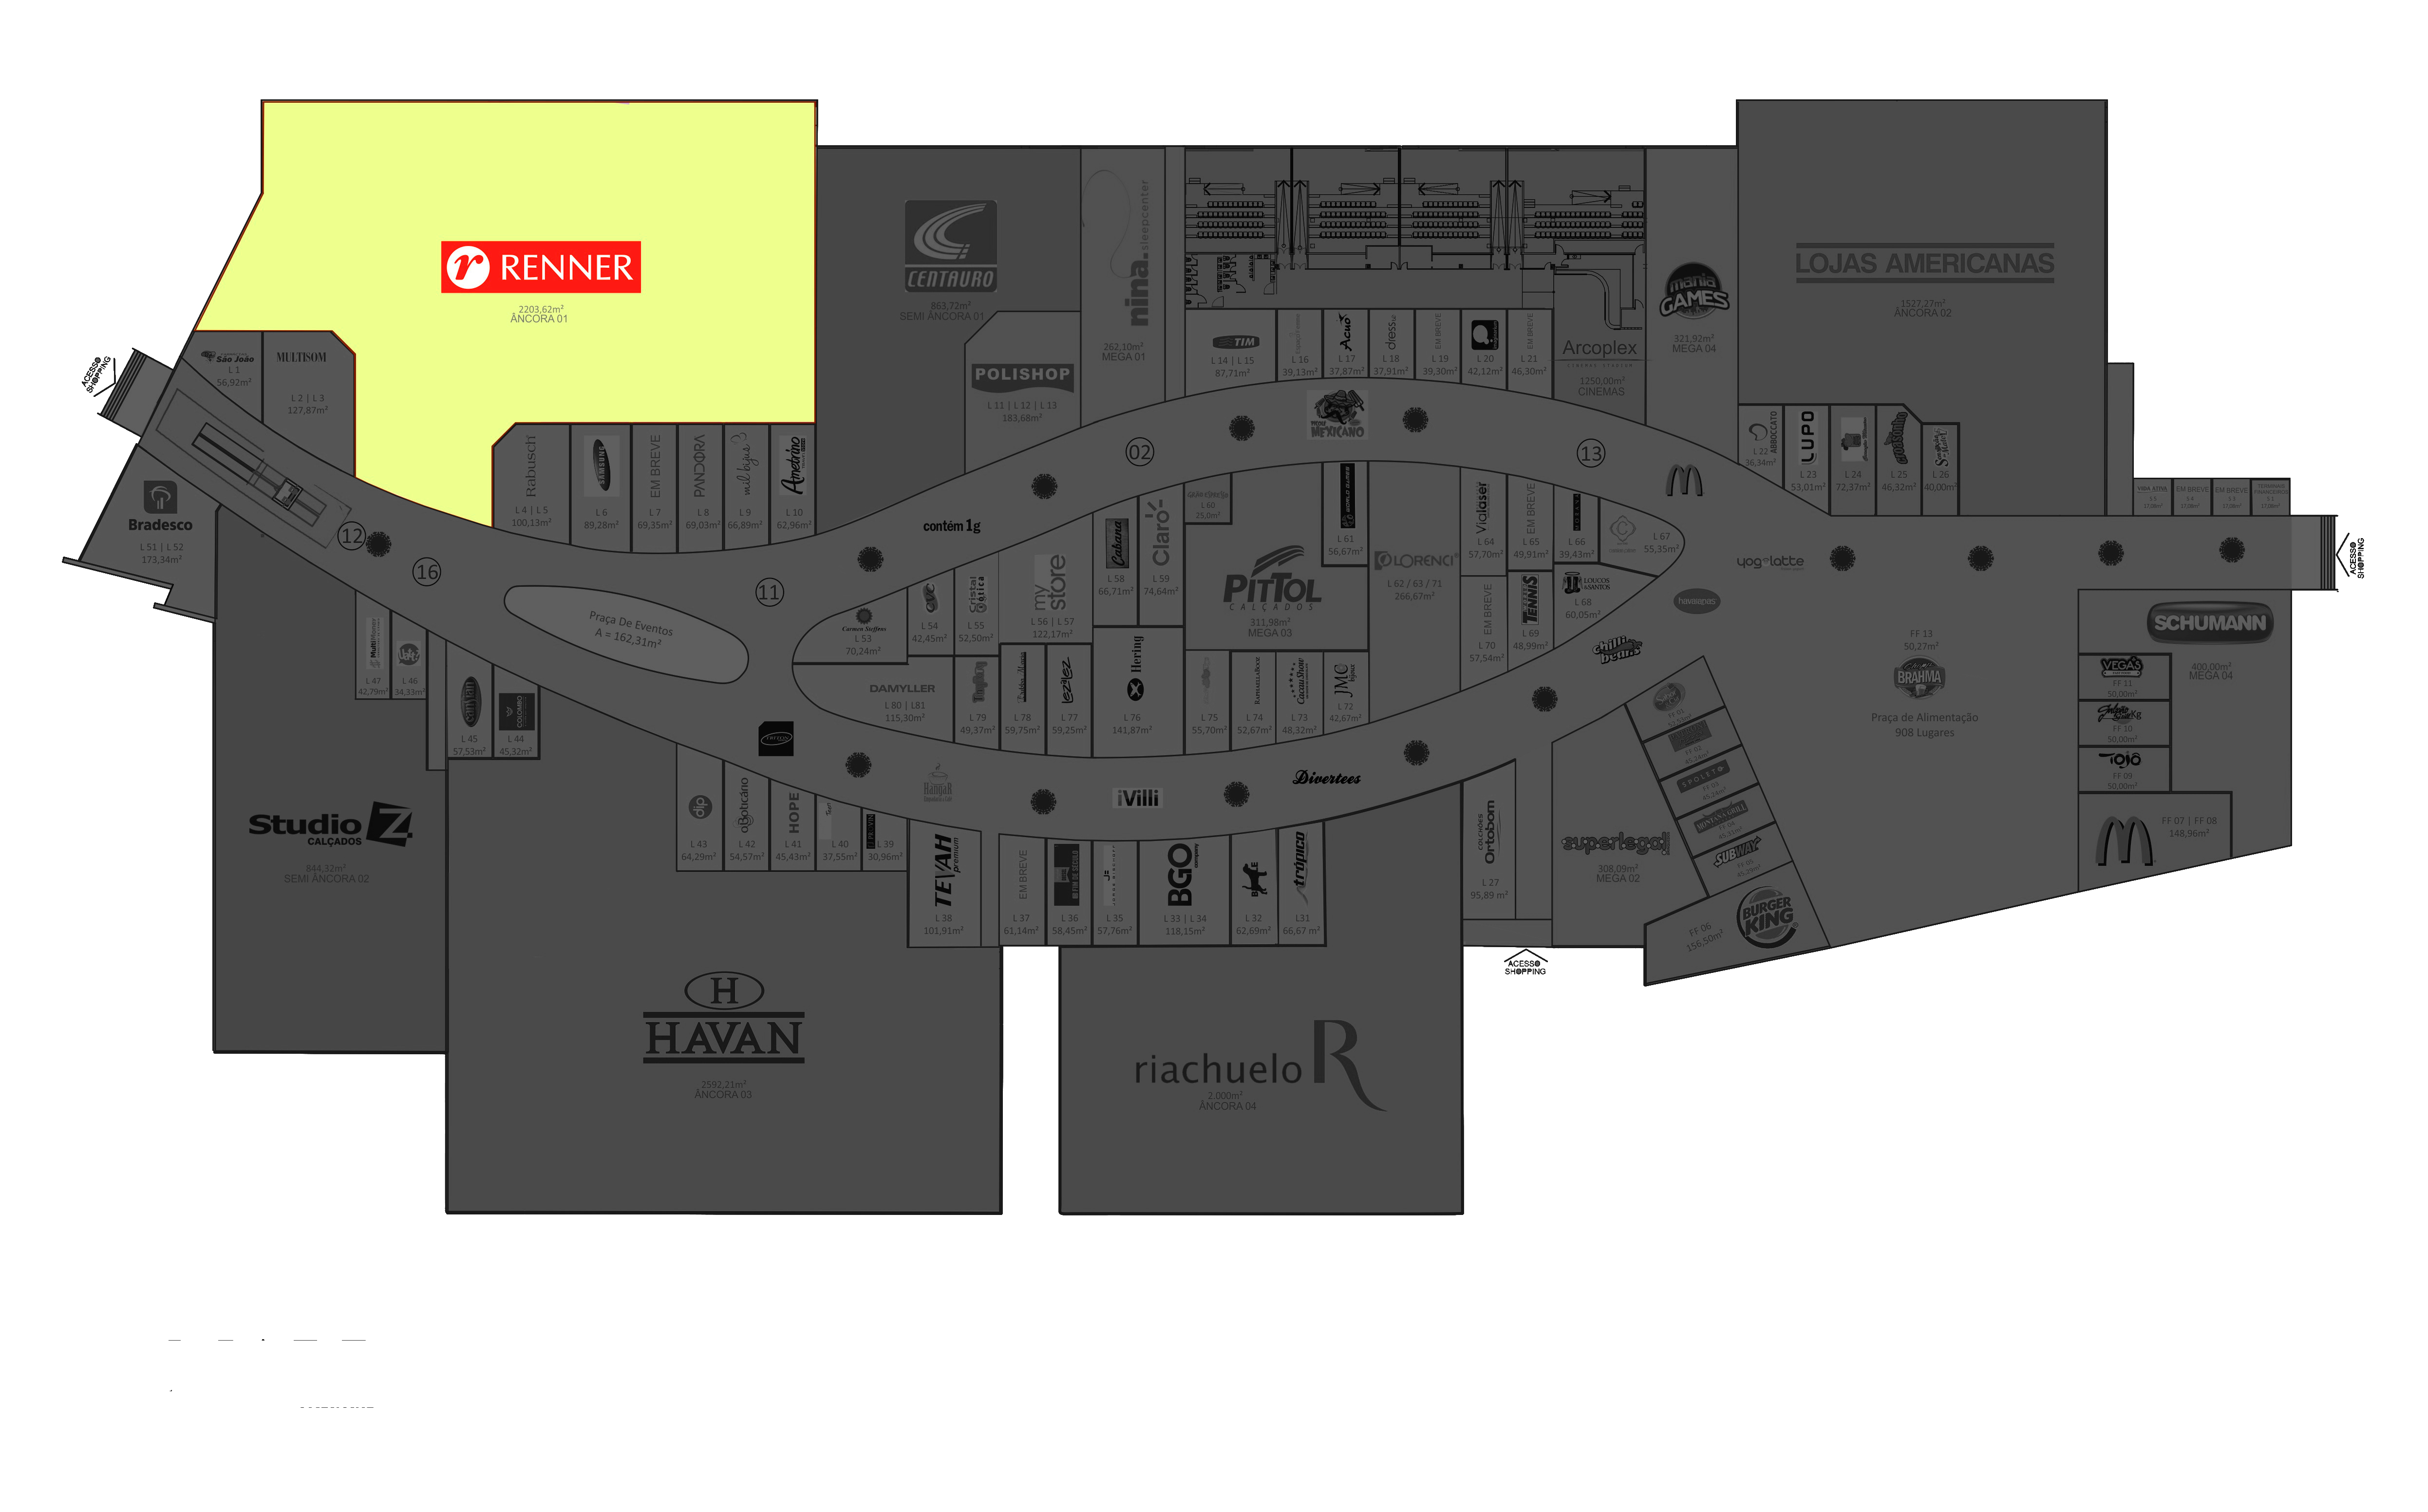 RENNER
2203,62m²
ÂNCORA 01
CENTAURO
863,72m²
SEMI ÂNCORA 01
nina.sleepcenter
262,10m²
MEGA 01
mania
GAMES
321,92m²
MEGA 04
LOJAS AMERICANAS
1527,27m²
ÂNCORA 02
ACESSO
SHOPPING
São João
L 1
56,92m²
MULTISOM
L 2 | L 3
127,87m²
POLISHOP
L 11 | L 12 | L 13
183,68m²
TIM
L 14 | L 15
87,71m²
L 16
39,13m²
Acuo
L 17
37,87m²
dress
L 18
37,91m²
EM BREVE
L 19
39,30m²
L 20
42,12m²
EM BREVE
L 21
46,30m²
Arcoplex
1250,00m²
CINEMAS
MEXICANO
Rabusch
L 4 | L 5
100,13m²
SAMSUNG
L 6
89,28m²
EM BREVE
L 7
69,35m²
PANDORA
L 8
69,03m²
mil bijus
L 9
66,89m²
Ametrino
L 10
62,96m²
02
13
ABBOCCATO
L 22
36,34m²
LUPO
L 23
53,01m²
L 24
72,37m²
Croasonho
L 25
46,32m²
L 26
40,00m²
EM BREVE
EM BREVE
Bradesco
L 51 | L 52
173,34m²
12
16
11
Praça De Eventos
A = 162,31m²
contém 1g
Carmen Steffens
L 53
70,24m²
L 54
42,45m²
Cristal
ótica
L 55
52,50m²
my
store
L 56 | L 57
122,17m²
Cabana
L 58
66,71m²
Claro
L 59
74,64m²
L 60
25,0m²
L 61
56,67m²
PITTOL
CALÇADOS
311,98m²
MEGA 03
LORENCI
L 62 / 63 / 71
266,67m²
Vialaser
L 64
57,70m²
EM BREVE
L 65
49,91m²
L 66
39,43m²
L 67
55,35m²
LOUCOS
&SANTOS
L 68
60,05m²
TENNIS
L 69
48,99m²
EM BREVE
L 70
57,54m²
yogolatte
havaianas
chilli
beans
ACESSO
SHOPPING
SCHUMANN
400,00m²
MEGA 04
FF 13
50,27m²
BRAHMA
Praça de Alimentação
908 Lugares
VEGAS
FF 11
50,00m²
FF 10
50,00m²
Tojô
FF 09
50,00m²
FF 07 | FF 08
148,96m²
L 47
42,79m²
L 46
34,33m²
L 45
57,53m²
COLOMBO
L 44
45,32m²
DAMYLLER
L 80 | L81
115,30m²
L 79
49,37m²
L 78
59,75m²
Lezalez
L 77
59,25m²
Hering
L 76
141,87m²
L 75
55,70m²
L 74
52,67m²
Cacau Show
L 73
48,32m²
JMC
L 72
42,67m²
iVilli
Divertees
Studio Z
CALÇADOS
844,32m²
SEMI ÂNCORA 02
clip
L 43
64,29m²
oBoticário
L 42
54,57m²
HOPE
L 41
45,43m²
L 40
37,55m²
L 39
30,96m²
TEVAH
premium
L 38
101,91m²
EM BREVE
L 37
61,14m²
L 36
58,45m²
L 35
57,76m²
BGO
company
L 33 | L 34
118,15m²
L 32
62,69m²
trópico
L31
66,67 m²
COLCHÕES
Ortobom
L 27
95,89 m²
superlegal
308,09m²
MEGA 02
SPOLETO
MONTANA GRILL
SUBWAY
BURGER
KING
FF 06
156,50m²
ACESSO
SHOPPING
H
HAVAN
2592,21m²
ÂNCORA 03
riachuelo R
2.000m²
ÂNCORA 04